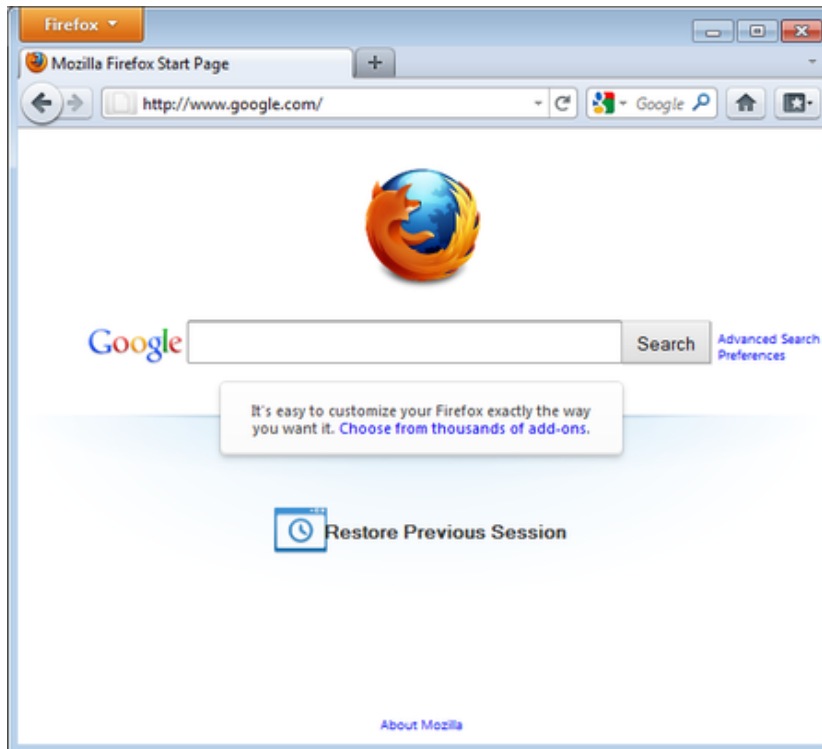 Firefox
Mozilla Firefox Start Page
http://www.google.com/
Google
Google
Search
Advanced Search
Preferences
It's easy to customize your Firefox exactly the way
you want it. Choose from thousands of add-ons.
Restore Previous Session
About Mozilla